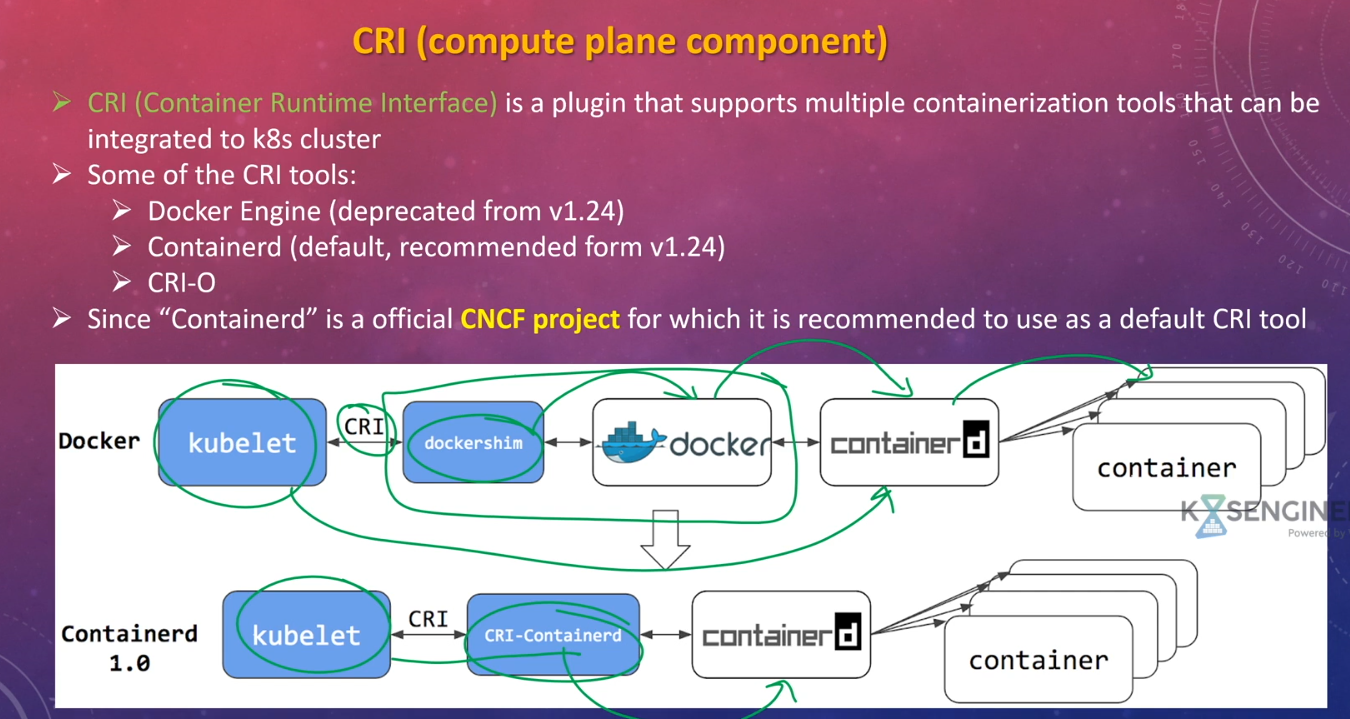 CRI (compute plane component)
CRI (Container Runtime Interface) is a plugin that supports multiple containerization tools that can be
integrated to k8s cluster
Some of the CRI tools:
Docker Engine (deprecated from v1.24)
Containerd (default, recommended form v1.24)
CRI-O
Since “Containerd” is a official CNCF project for which it is recommended to use as a default CRI tool
Docker
kubelet
CRI
dockershim
docker
containerd
container
K8SENGINE
Powered by
Containerd
1.0
kubelet
CRI
CRI-Containerd
containerd
container
180
170
160
150
140
130
120
110